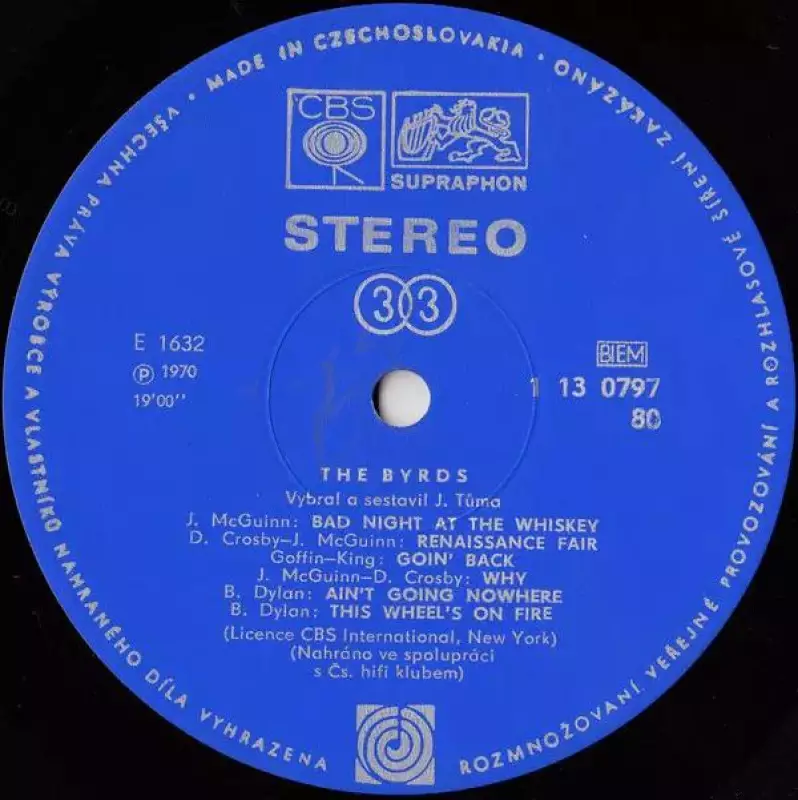 VŠECHNA PRÁVA VÝROBCE A VLASTNÍKŮ NAHRANÉHO DÍLA VYHRAZENA
ROZMNOŽOVANÍ VEŘEJNÉ PROVOZOVÁNÍ A ROZHLASOVÉ ŠÍŘENÍ ZAKÁZÁNO •
• MADE IN CZECHOSLOVAKIA
CBS
SUPRAPHON
STEREO
33
E 1632
Ⓟ 1970
19'00''
BIEM
1 13 0797
80
THE BYRDS
Vybral a sestavil J. Tůma
J. McGuinn: BAD NIGHT AT THE WHISKEY
D. Crosby–J. McGuinn: RENAISSANCE FAIR
Goffin-King: GOIN' BACK
J. McGuinn–D. Crosby: WHY
B. Dylan: AIN'T GOING NOWHERE
B. Dylan: THIS WHEEL'S ON FIRE
(Licence CBS International, New York)
(Nahráno ve spolupráci
s Čs. hifi klubem)